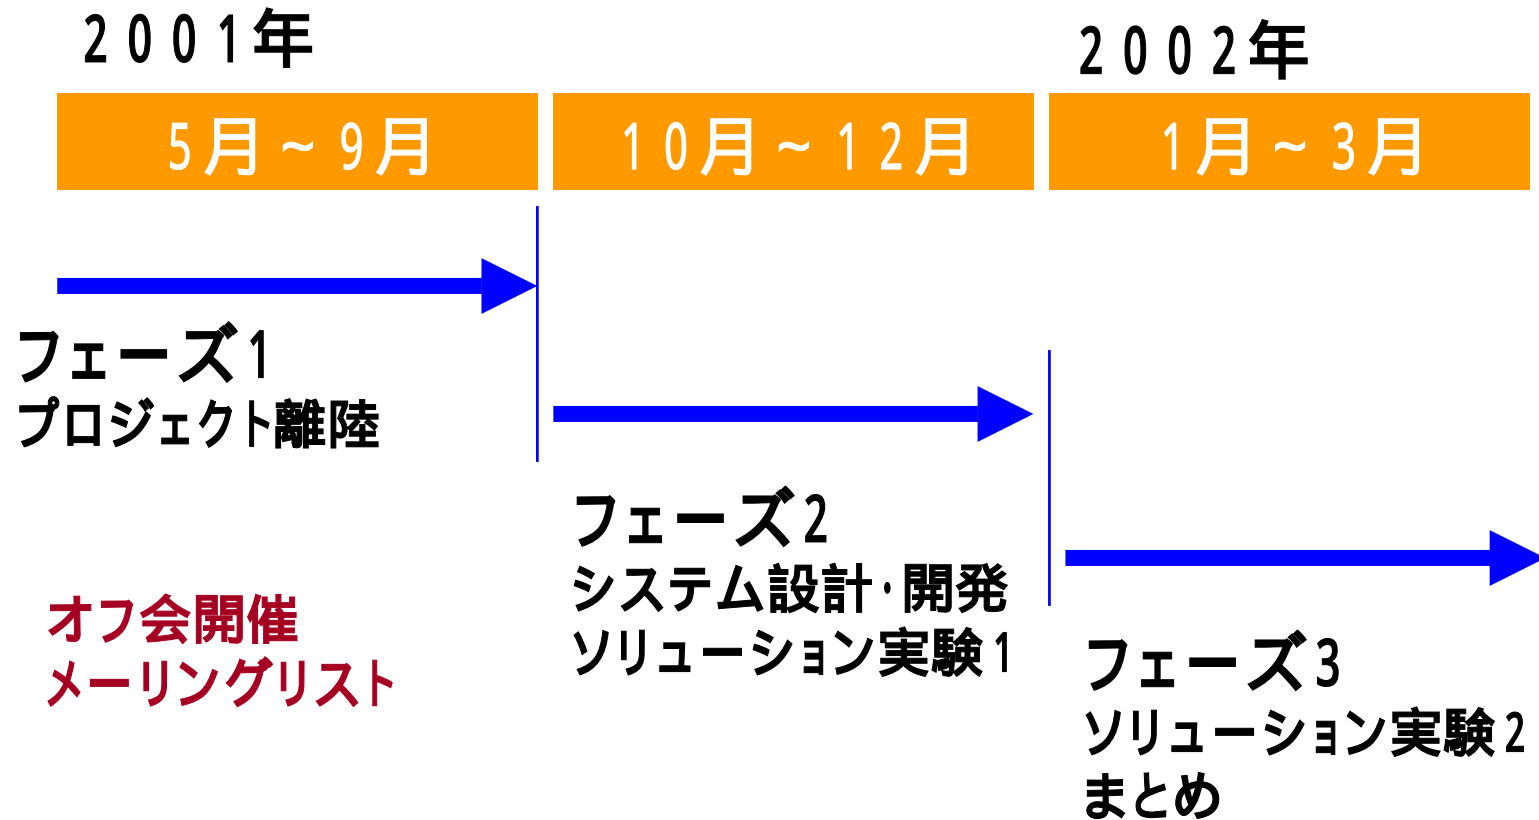 ２００１年
２００２年
５月～９月
１０月～１２月
１月～３月
フェーズ１
プロジェクト離陸
オフ会開催
メーリングリスト
フェーズ２
システム設計・開発
ソリューション実験１
フェーズ３
ソリューション実験２
まとめ